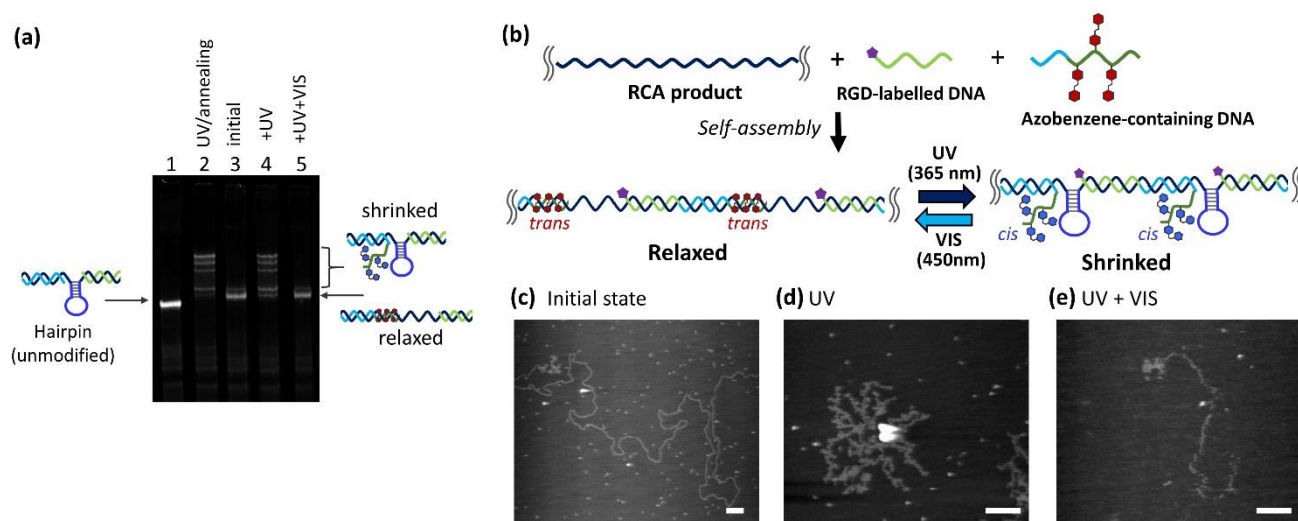 (a)
UV/annealing
initial
+UV
+UV+VIS
1 2 3 4 5
shrinked
Hairpin
(unmodified)
relaxed
(b)
RCA product
+
RGD-labelled DNA
+
Azobenzene-containing DNA
Self-assembly
UV
(365 nm)
trans
trans
Relaxed
VIS
(450nm)
cis
cis
Shrinked
(c) Initial state
(d) UV
(e) UV + VIS